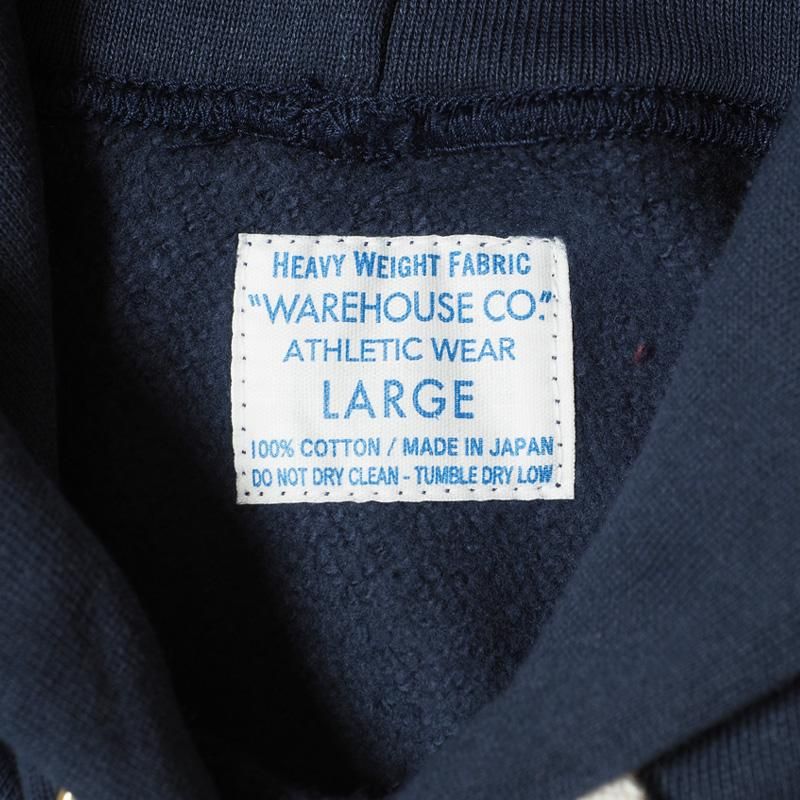 HEAVY WEIGHT FABRIC
"WAREHOUSE CO."
ATHLETIC WEAR
LARGE
100% COTTON / MADE IN JAPAN
DO NOT DRY CLEAN - TUMBLE DRY LOW